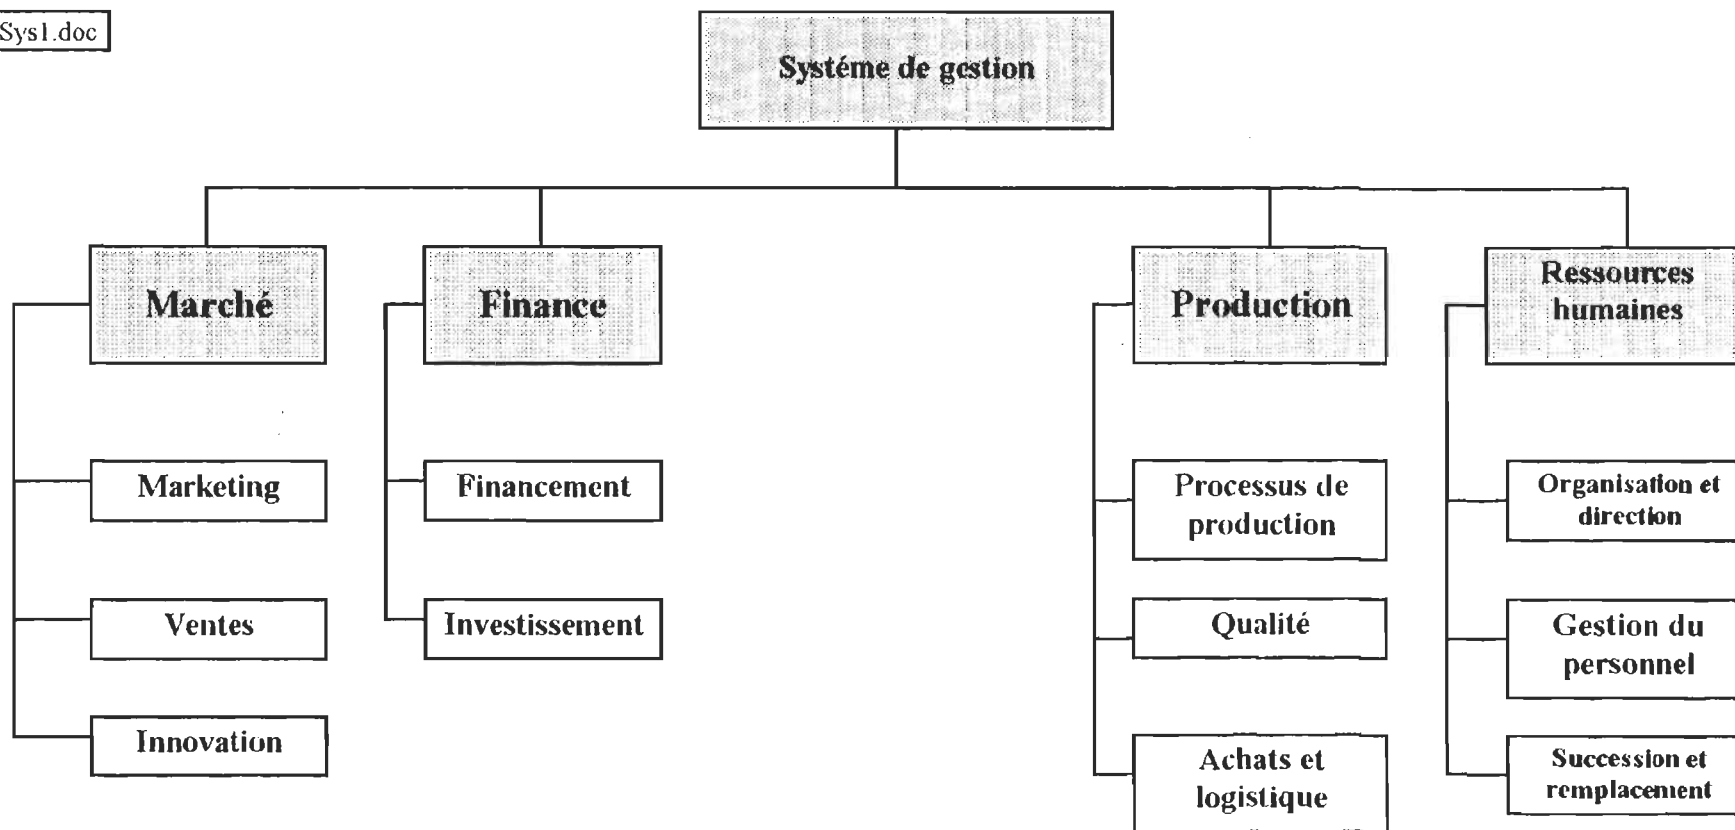 Sys1.doc
Systéme de gestion
Marché
Finance
Production
Ressources
humaines
Marketing
Financement
Processus de
production
Organisation et
direction
Ventes
Investissement
Qualité
Gestion du
personnel
Innovation
Achats et
logistique
Succession et
remplacement